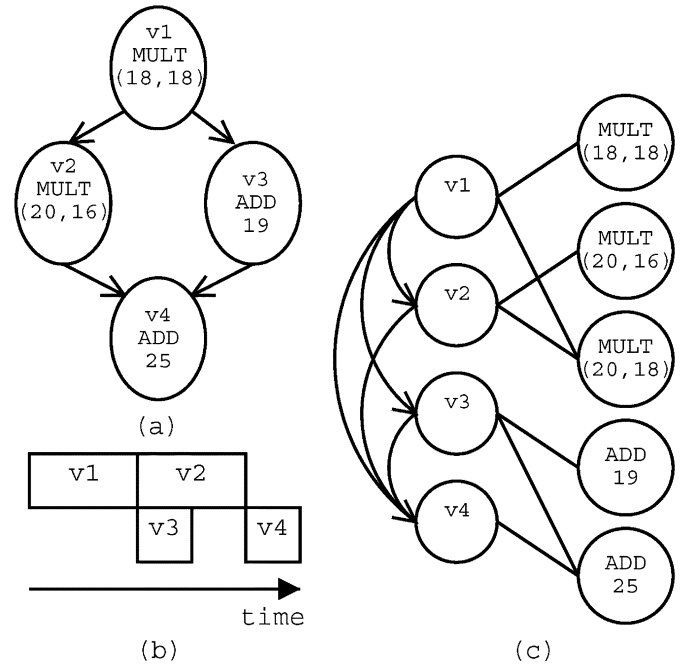 v1
MULT
(18,18)
v2
MULT
(20,16)
v3
ADD
19
v4
ADD
25
(a)
v1 v2
v3 v4
time
(b)
v1
v2
v3
v4
MULT
(18,18)
MULT
(20,16)
MULT
(20,18)
ADD
19
ADD
25
(c)